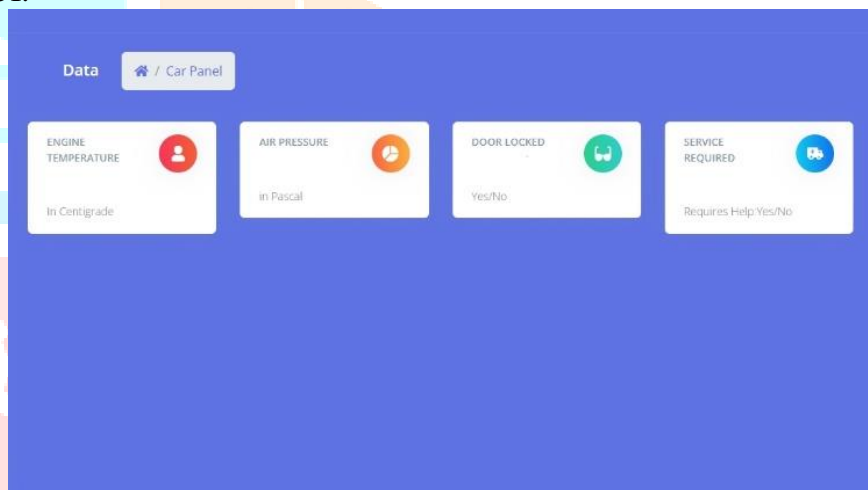 Data
/ Car Panel
ENGINE
TEMPERATURE
In Centigrade
AIR PRESSURE
in Pascal
DOOR LOCKED
-
Yes/No
SERVICE
REQUIRED
Requires Help:Yes/No